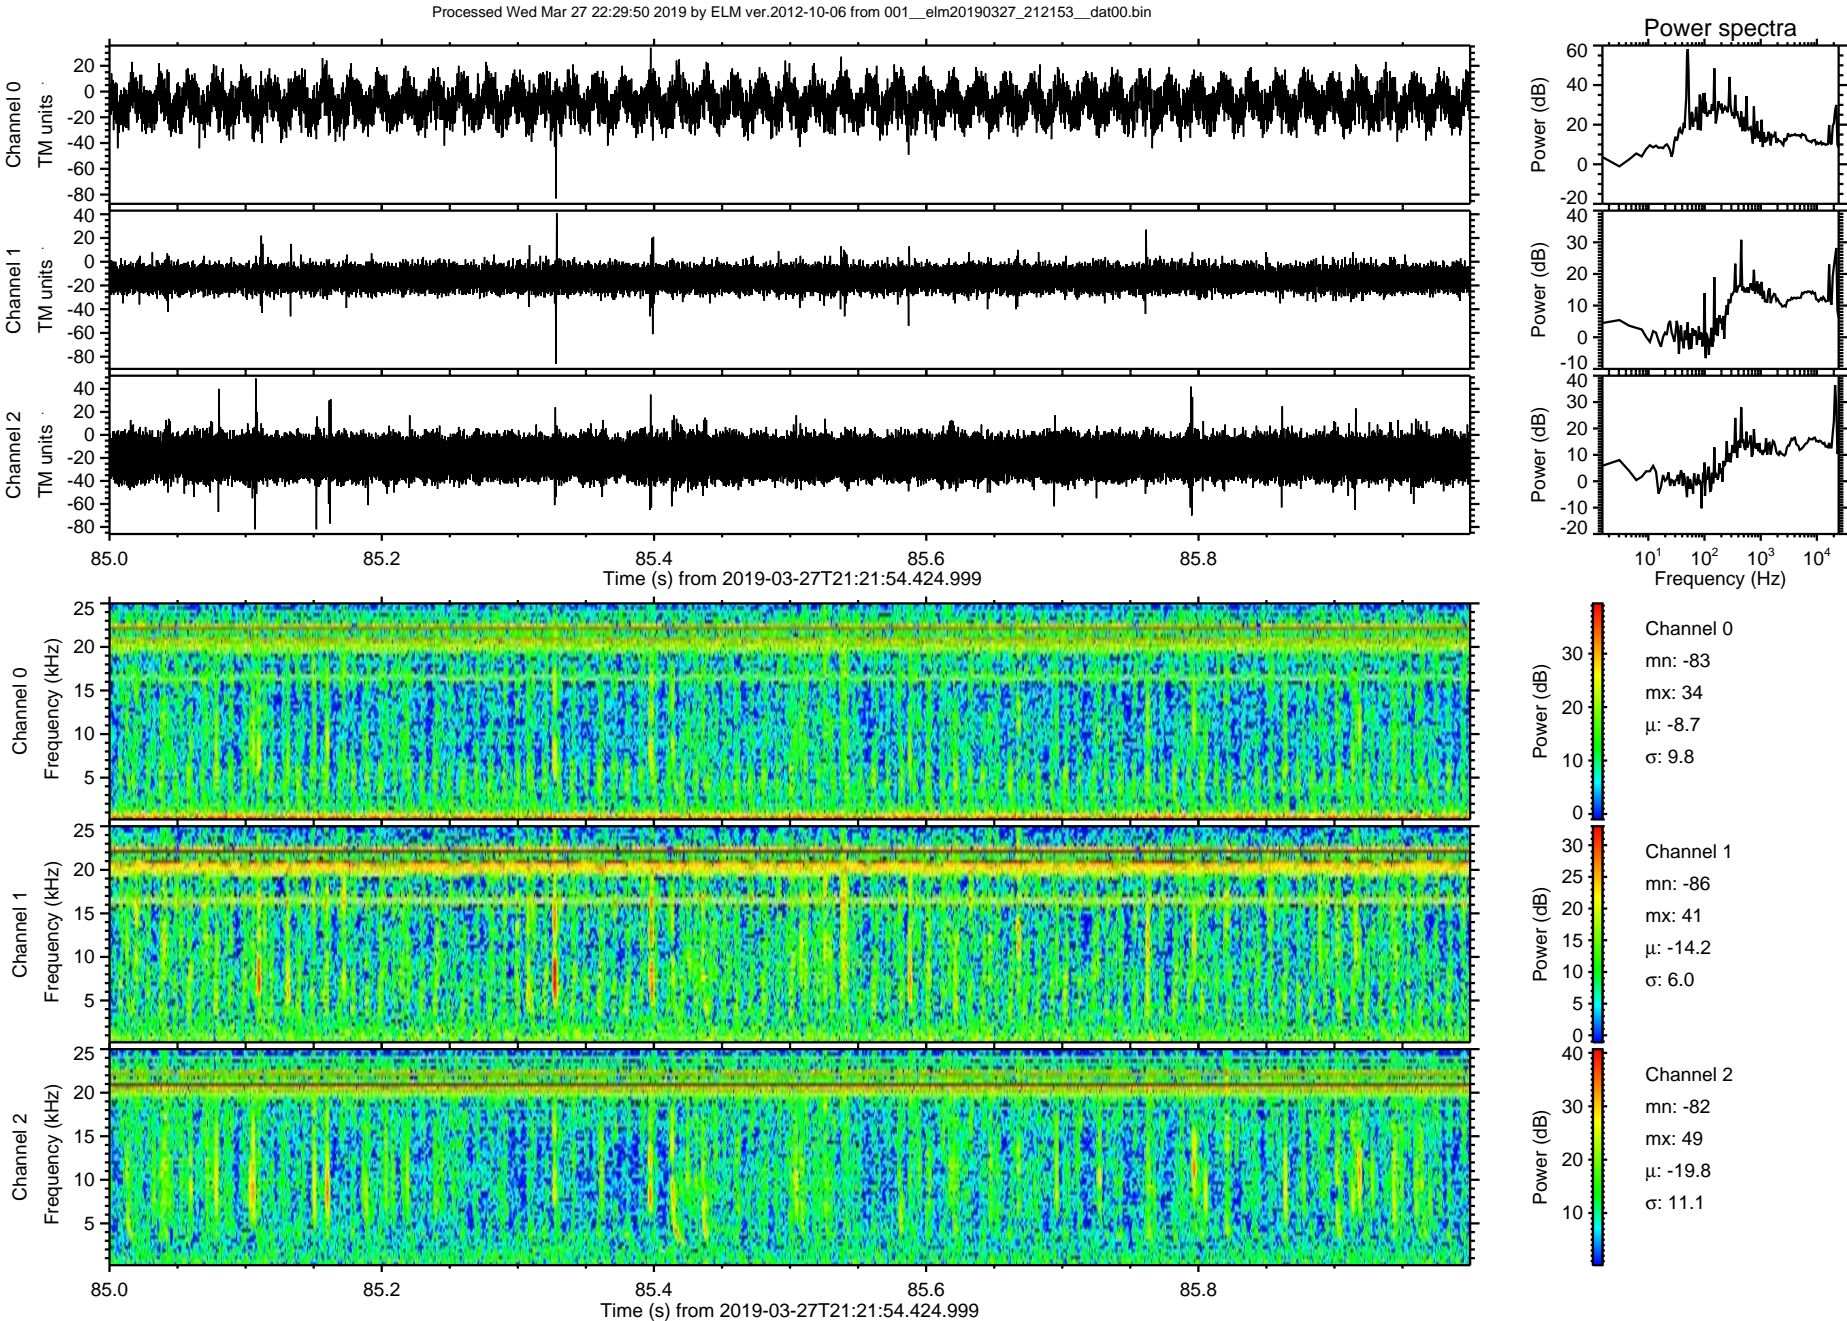 Processed Wed Mar 27 22:29:50 2019 by ELM ver.2012-10-06 from 001__elm20190327_212153__dat00.bin
Power spectra
Channel 0
TM units
20
0
-20
-40
-60
-80
Power (dB)
60
40
20
0
-20
Channel 1
TM units
40
20
0
-20
-40
-60
-80
Power (dB)
40
30
20
10
0
-10
Channel 2
TM units
40
20
0
-20
-40
-60
-80
Power (dB)
40
30
20
10
0
-10
-20
85.0 85.2 85.4 85.6 85.8
Time (s) from 2019-03-27T21:21:54.424.999
10^1 10^2 10^3 10^4
Frequency (Hz)
Channel 0
Frequency (kHz)
25
20
15
10
5
Power (dB)
30
20
10
0
Channel 0
mn: -83
mx: 34
μ: -8.7
σ: 9.8
Channel 1
Frequency (kHz)
25
20
15
10
5
Power (dB)
30
25
20
15
10
5
0
Channel 1
mn: -86
mx: 41
μ: -14.2
σ: 6.0
Channel 2
Frequency (kHz)
25
20
15
10
5
Power (dB)
40
30
20
10
Channel 2
mn: -82
mx: 49
μ: -19.8
σ: 11.1
85.0 85.2 85.4 85.6 85.8
Time (s) from 2019-03-27T21:21:54.424.999